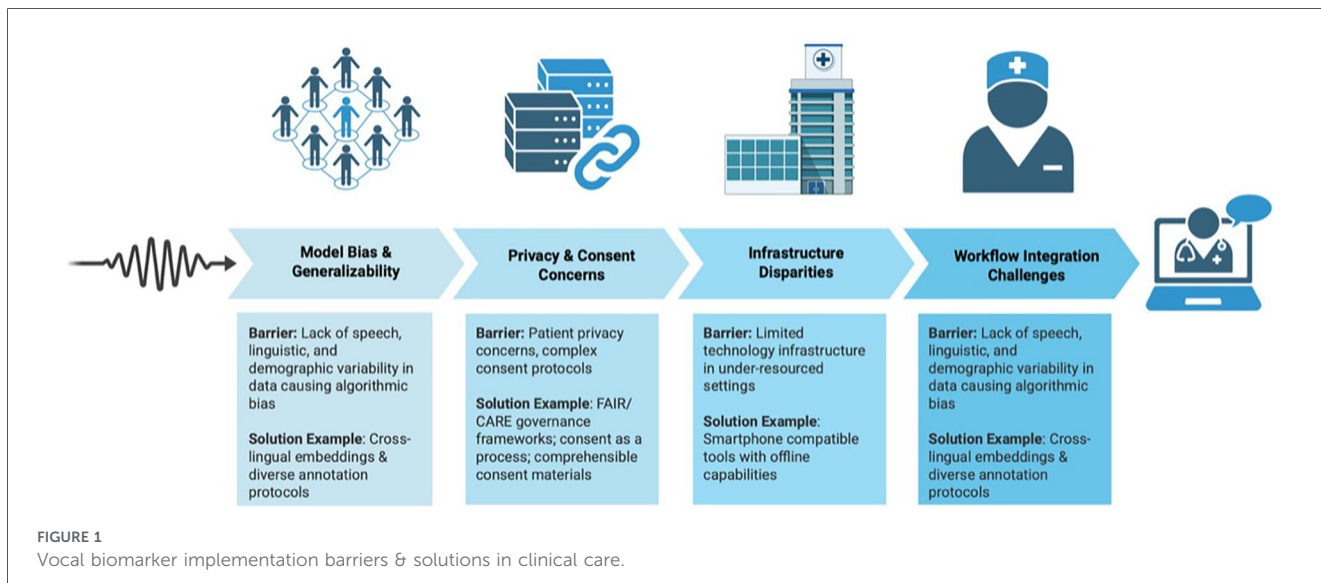 Model Bias &
Generalizability
Privacy & Consent
Concerns
Infrastructure
Disparities
Workflow Integration
Challenges
Barrier: Lack of speech,
linguistic, and
demographic variability in
data causing algorithmic
bias
Solution Example: Cross-
lingual embeddings &
diverse annotation
protocols
Barrier: Patient privacy
concerns, complex
consent protocols
Solution Example: FAIR/
CARE governance
frameworks; consent as a
process; comprehensible
consent materials
Barrier: Limited
technology infrastructure
in under-resourced
settings
Solution Example:
Smartphone compatible
tools with offline
capabilities
Barrier: Lack of speech,
linguistic, and
demographic variability in
data causing algorithmic
bias
Solution Example: Cross-
lingual embeddings &
diverse annotation
protocols
FIGURE 1
Vocal biomarker implementation barriers & solutions in clinical care.